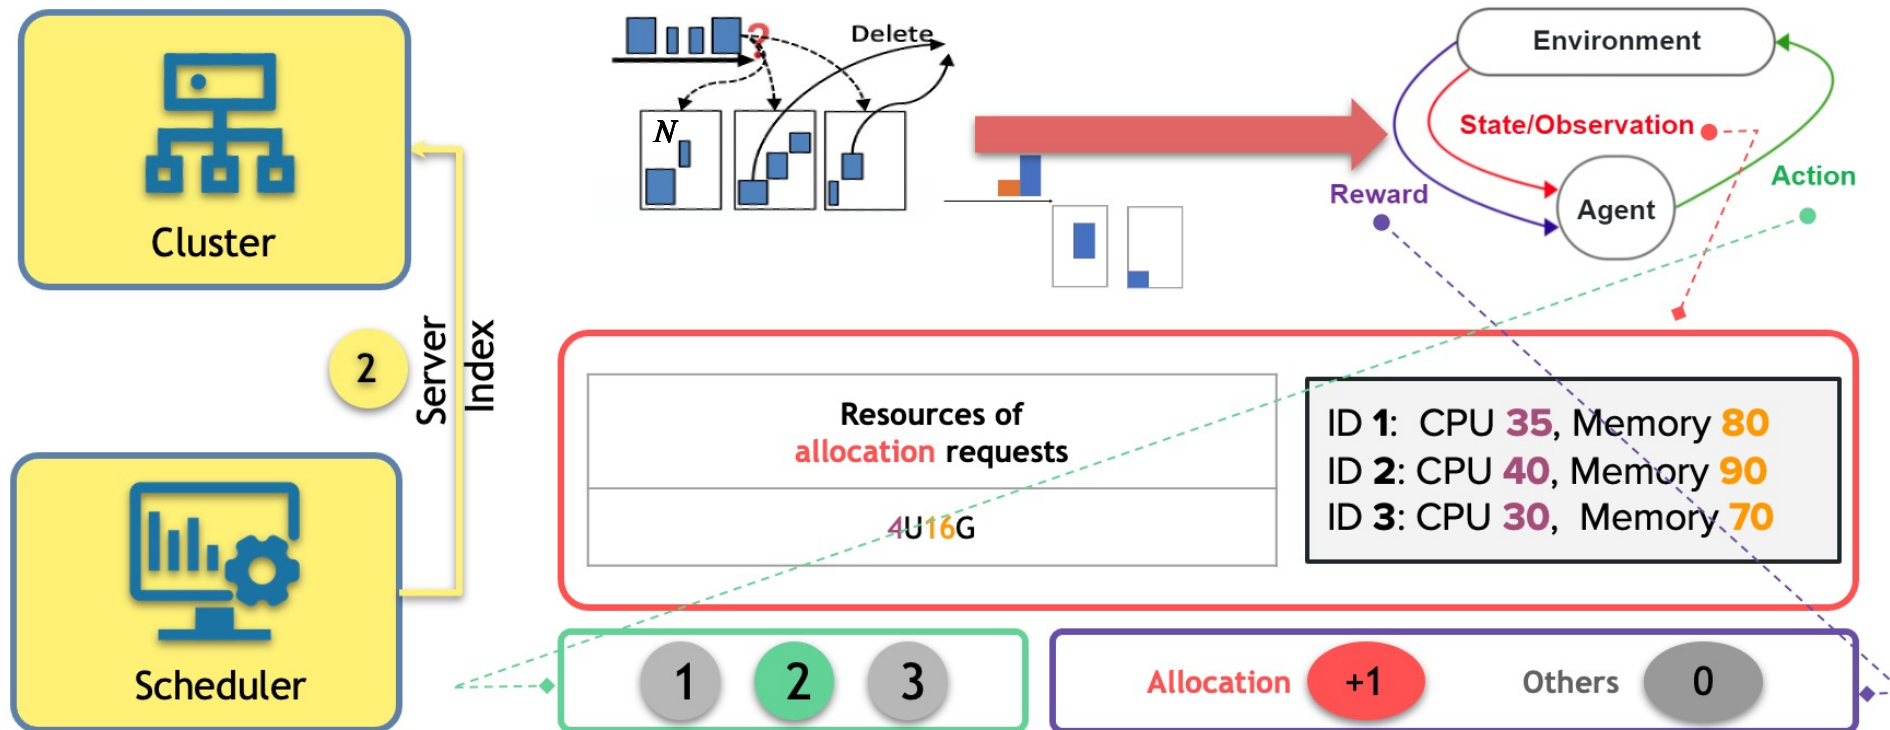 Cluster
2
Server
Index
Scheduler
?
Delete
N
Environment
State/Observation
Reward
Action
Agent
Resources of
allocation requests
4U16G
ID 1: CPU 35, Memory 80
ID 2: CPU 40, Memory 90
ID 3: CPU 30, Memory 70
1 2 3
Allocation +1 Others 0